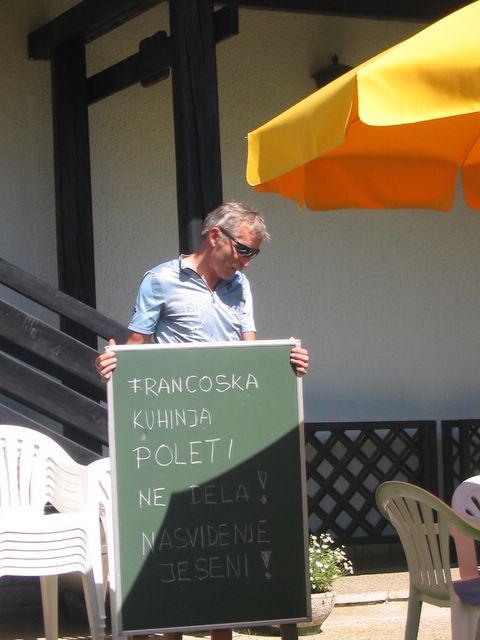 FRANCOSKA
KUHINJA
POLETI
NE DELA!
NASVIDENJE
JESENI!